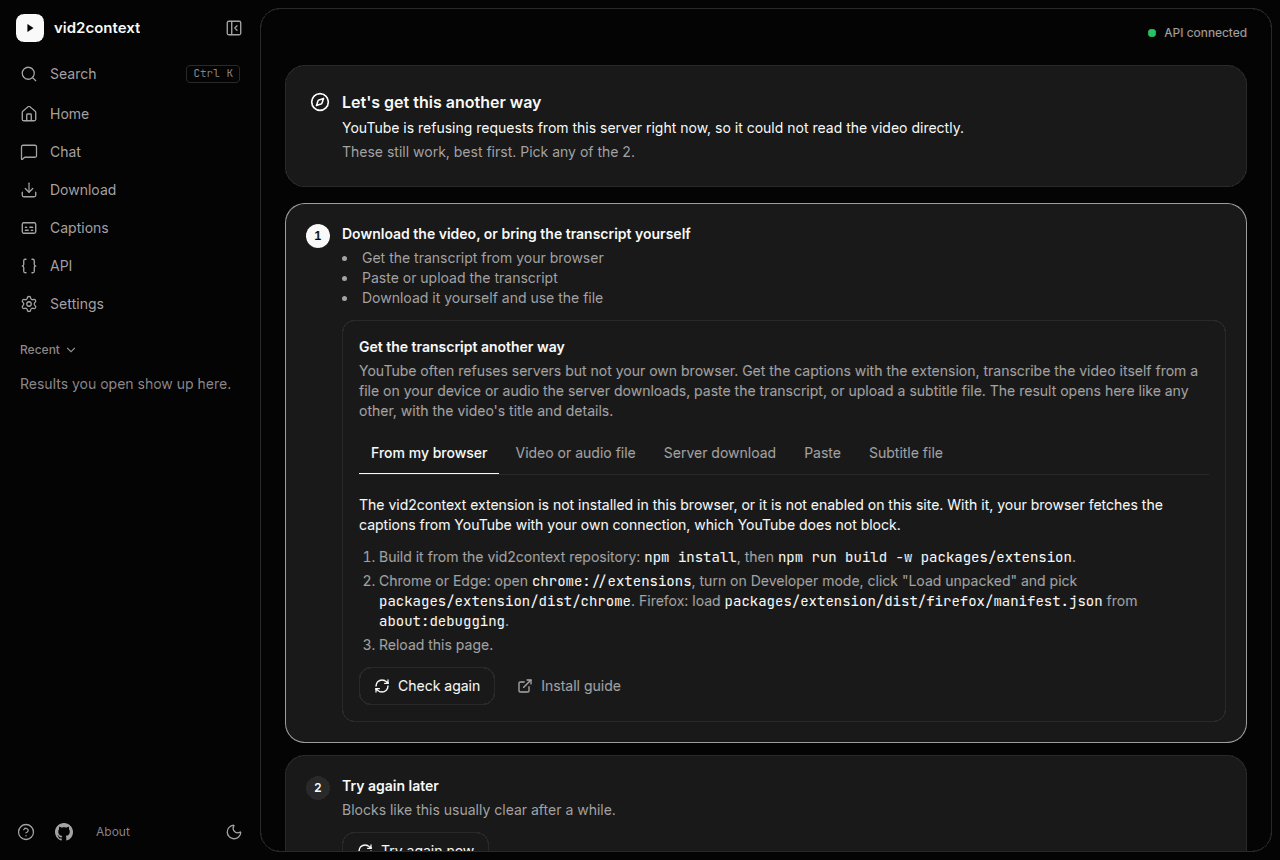 vid2context
Search
Ctrl K
Home
Chat
Download
Captions
API
Settings
Recent
Results you open show up here.
About
API connected
Let's get this another way
YouTube is refusing requests from this server right now, so it could not read the video directly.
These still work, best first. Pick any of the 2.
1
Download the video, or bring the transcript yourself
• Get the transcript from your browser
• Paste or upload the transcript
• Download it yourself and use the file
Get the transcript another way
YouTube often refuses servers but not your own browser. Get the captions with the extension, transcribe the video itself from a
file on your device or audio the server downloads, paste the transcript, or upload a subtitle file. The result opens here like any
other, with the video's title and details.
From my browser
Video or audio file
Server download
Paste
Subtitle file
The vid2context extension is not installed in this browser, or it is not enabled on this site. With it, your browser fetches the
captions from YouTube with your own connection, which YouTube does not block.
1. Build it from the vid2context repository: npm install, then npm run build -w packages/extension.
2. Chrome or Edge: open chrome://extensions, turn on Developer mode, click "Load unpacked" and pick
packages/extension/dist/chrome. Firefox: load packages/extension/dist/firefox/manifest.json from
about:debugging.
3. Reload this page.
Check again
Install guide
2
Try again later
Blocks like this usually clear after a while.
Try again now